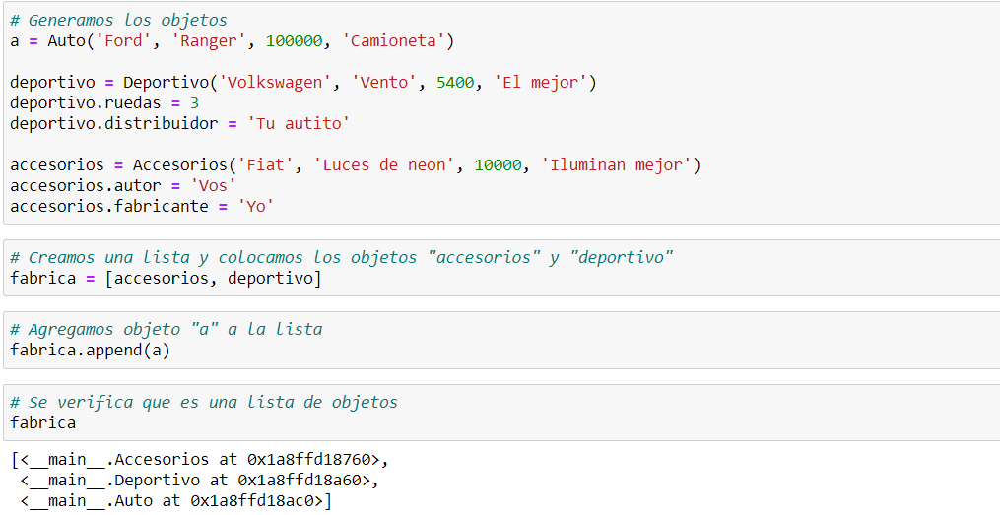 # Generamos los objetos
a = Auto('Ford', 'Ranger', 100000, 'Camioneta')
deportivo = Deportivo('Volkswagen', 'Vento', 5400, 'El mejor')
deportivo.ruedas = 3
deportivo.distribuidor = 'Tu autito'
accesorios = Accesorios('Fiat', 'Luces de neon', 10000, 'Iluminan mejor')
accesorios.autor = 'Vos'
accesorios.fabricante = 'Yo'
# Creamos una lista y colocamos los objetos "accesorios" y "deportivo"
fabrica = [accesorios, deportivo]
# Agregamos objeto "a" a la lista
fabrica.append(a)
# Se verifica que es una lista de objetos
fabrica
[<__main__.Accesorios at 0x1a8ffd18760>,
<__main__.Deportivo at 0x1a8ffd18a60>,
<__main__.Auto at 0x1a8ffd18ac0>]